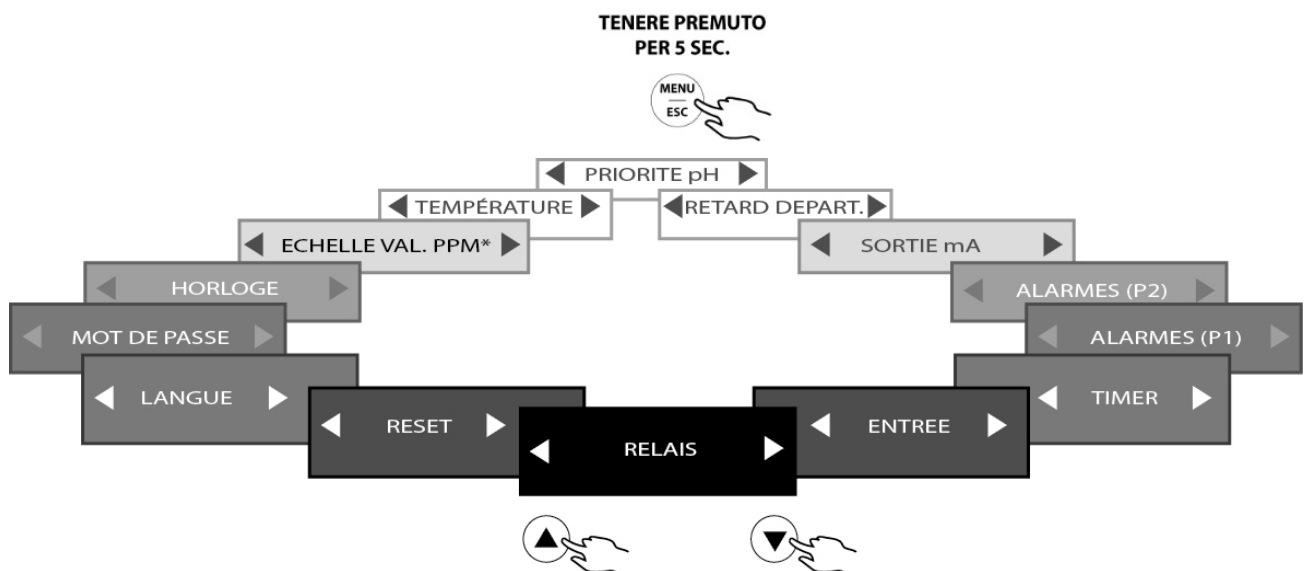 TENERE PREMUTO
PER 5 SEC.
MENU
ESC
PRIORITE pH
TEMPÉRATURE
RETARD DEPART.
ECHELLE VAL. PPM*
SORTIE mA
HORLOGE
ALARMES (P2)
MOT DE PASSE
ALARMES (P1)
LANGUE
TIMER
RESET
ENTREE
RELAIS